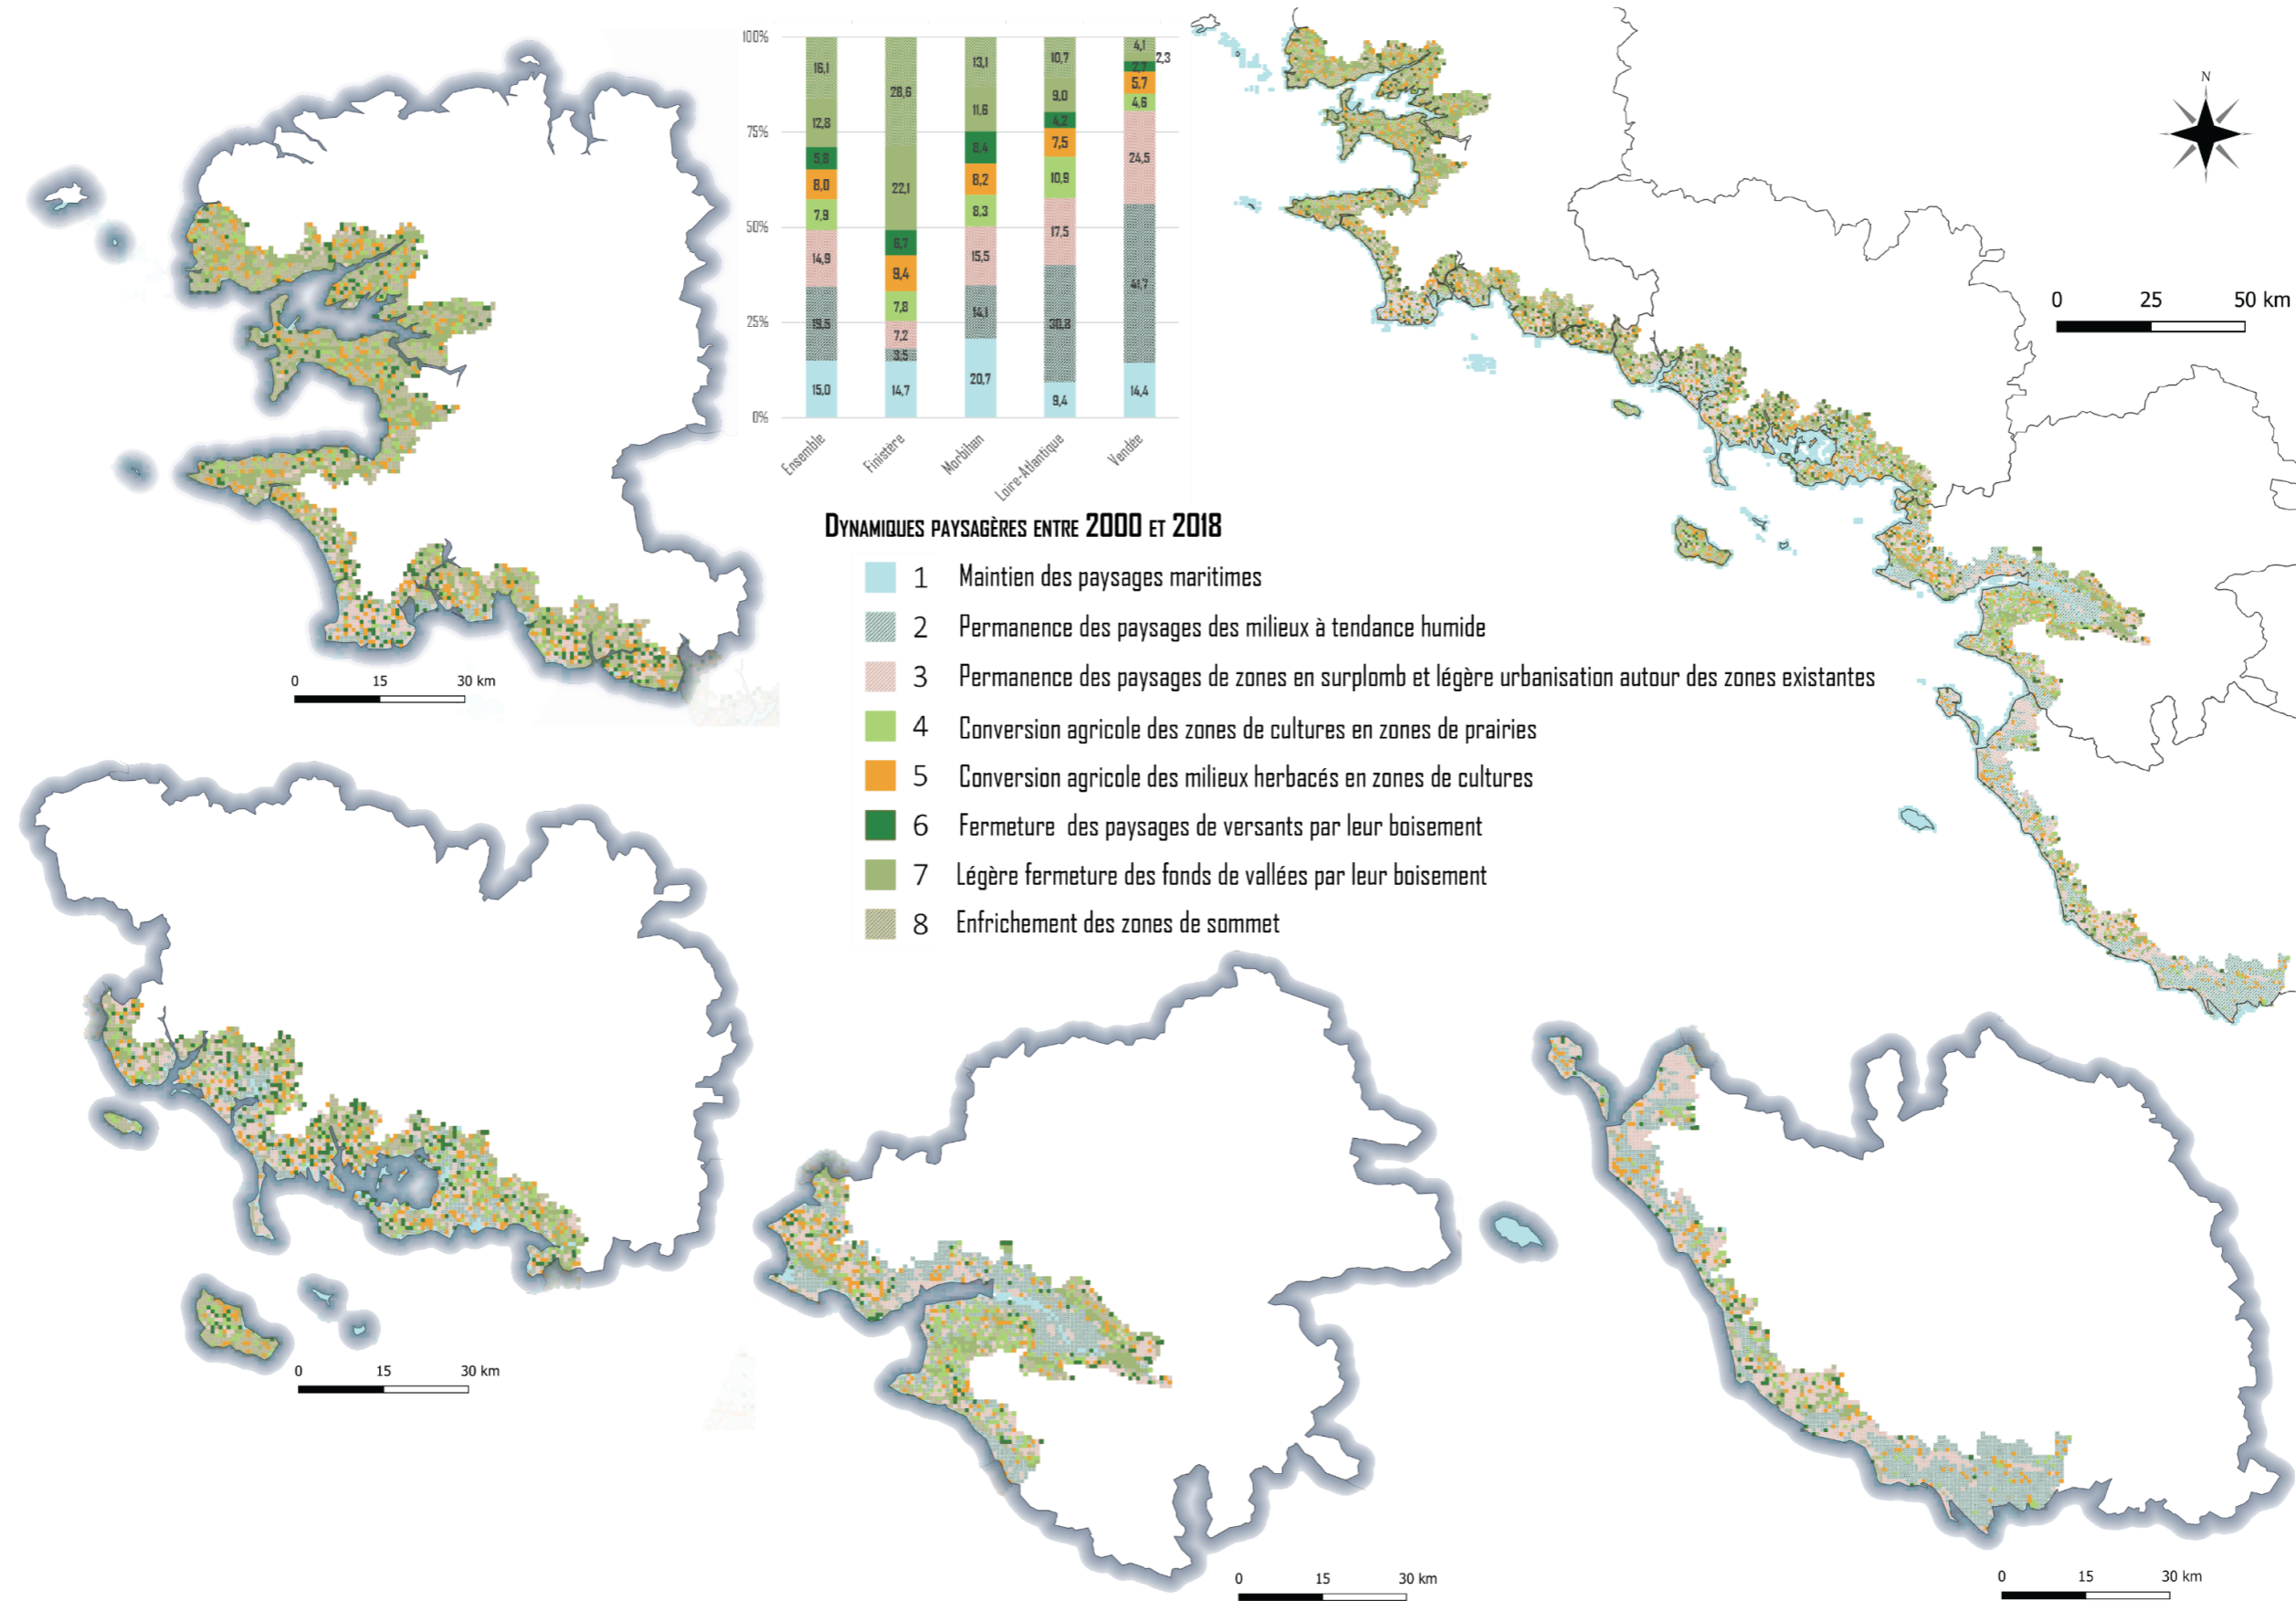 100%
75%
50%
25%
0%
16,1
12,8
5,8
8,0
7,9
14,9
19,5
15,0
28,6
22,1
6,7
9,4
7,8
7,2
3,5
14,7
13,1
11,6
8,4
8,2
8,3
15,5
14,1
20,7
10,7
9,0
4,2
7,5
10,9
17,5
30,8
9,4
4,1
2,3
2,7
5,7
4,6
24,5
41,7
14,4
Ensemble
Finistère
Morbihan
Loire-Atlantique
Vendée
N
0 25 50 km
DYNAMIQUES PAYSAGÈRES ENTRE 2000 ET 2018
1 Maintien des paysages maritimes
2 Permanence des paysages des milieux à tendance humide
3 Permanence des paysages de zones en surplomb et légère urbanisation autour des zones existantes
4 Conversion agricole des zones de cultures en zones de prairies
5 Conversion agricole des milieux herbacés en zones de cultures
6 Fermeture des paysages de versants par leur boisement
7 Légère fermeture des fonds de vallées par leur boisement
8 Enfrichement des zones de sommet
0 15 30 km
0 15 30 km
0 15 30 km
0 15 30 km